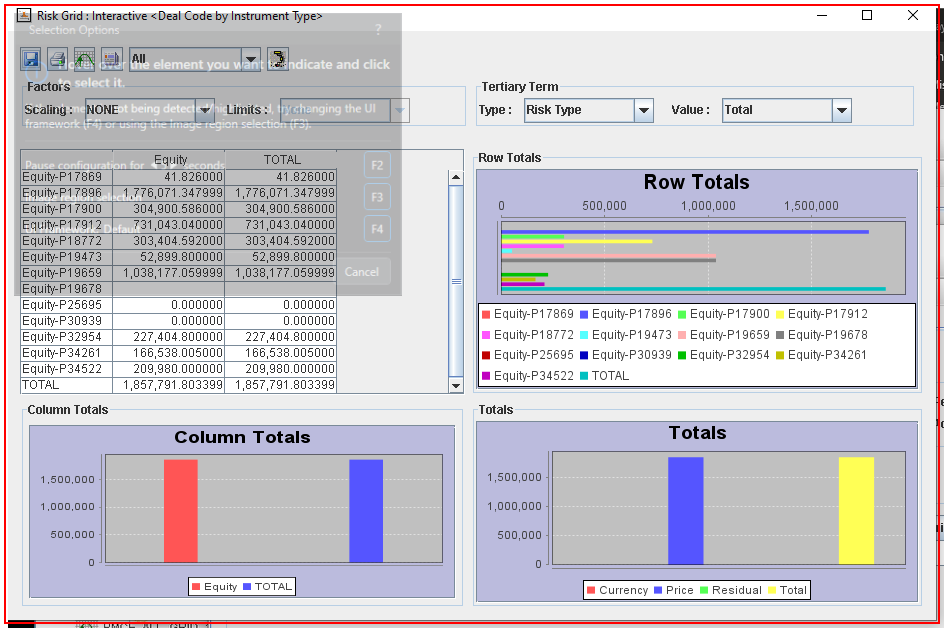 Risk Grid : Interactive <Deal Code by Instrument Type>
Selection Options
?
All
the element you want
indicate and click
to select it.
Factors
Tertiary Term
Scaling : NONE Limits :
Type : Risk Type Value : Total
not being detected
try changing the UI
framework (F4) or using the Image region selection (F3).
Row Totals
Equity TOTAL
Pause configuration for seconds F2
Equity-P17869 41.826000 41.826000
Equity-P17896 1,776,071.347999 1,776,071.347999
F3
Equity-P17900 304,900.586000 304,900.586000
Equity-P17912 731,043.040000 731,043.040000
Default F4
Equity-P18772 303,404.592000 303,404.592000
Equity-P19473 52,899.800000 52,899.800000
Equity-P19659 1,038,177.059999 1,038,177.059999
Cancel
Equity-P19678
Equity-P25695 0.000000 0.000000
Equity-P30939 0.000000 0.000000
Equity-P32954 227,404.800000 227,404.800000
Equity-P34261 166,538.005000 166,538.005000
Equity-P34522 209,980.000000 209,980.000000
TOTAL 1,857,791.803399 1,857,791.803399
Row Totals
0 500,000 1,000,000 1,500,000
Equity-P17869 Equity-P17896 Equity-P17900 Equity-P17912
Equity-P18772 Equity-P19473 Equity-P19659 Equity-P19678
Equity-P25695 Equity-P30939 Equity-P32954 Equity-P34261
Equity-P34522 TOTAL
Column Totals
Column Totals
1,500,000
1,000,000
500,000
0
Equity TOTAL
Totals
Totals
1,500,000
1,000,000
500,000
0
Currency Price Residual Total